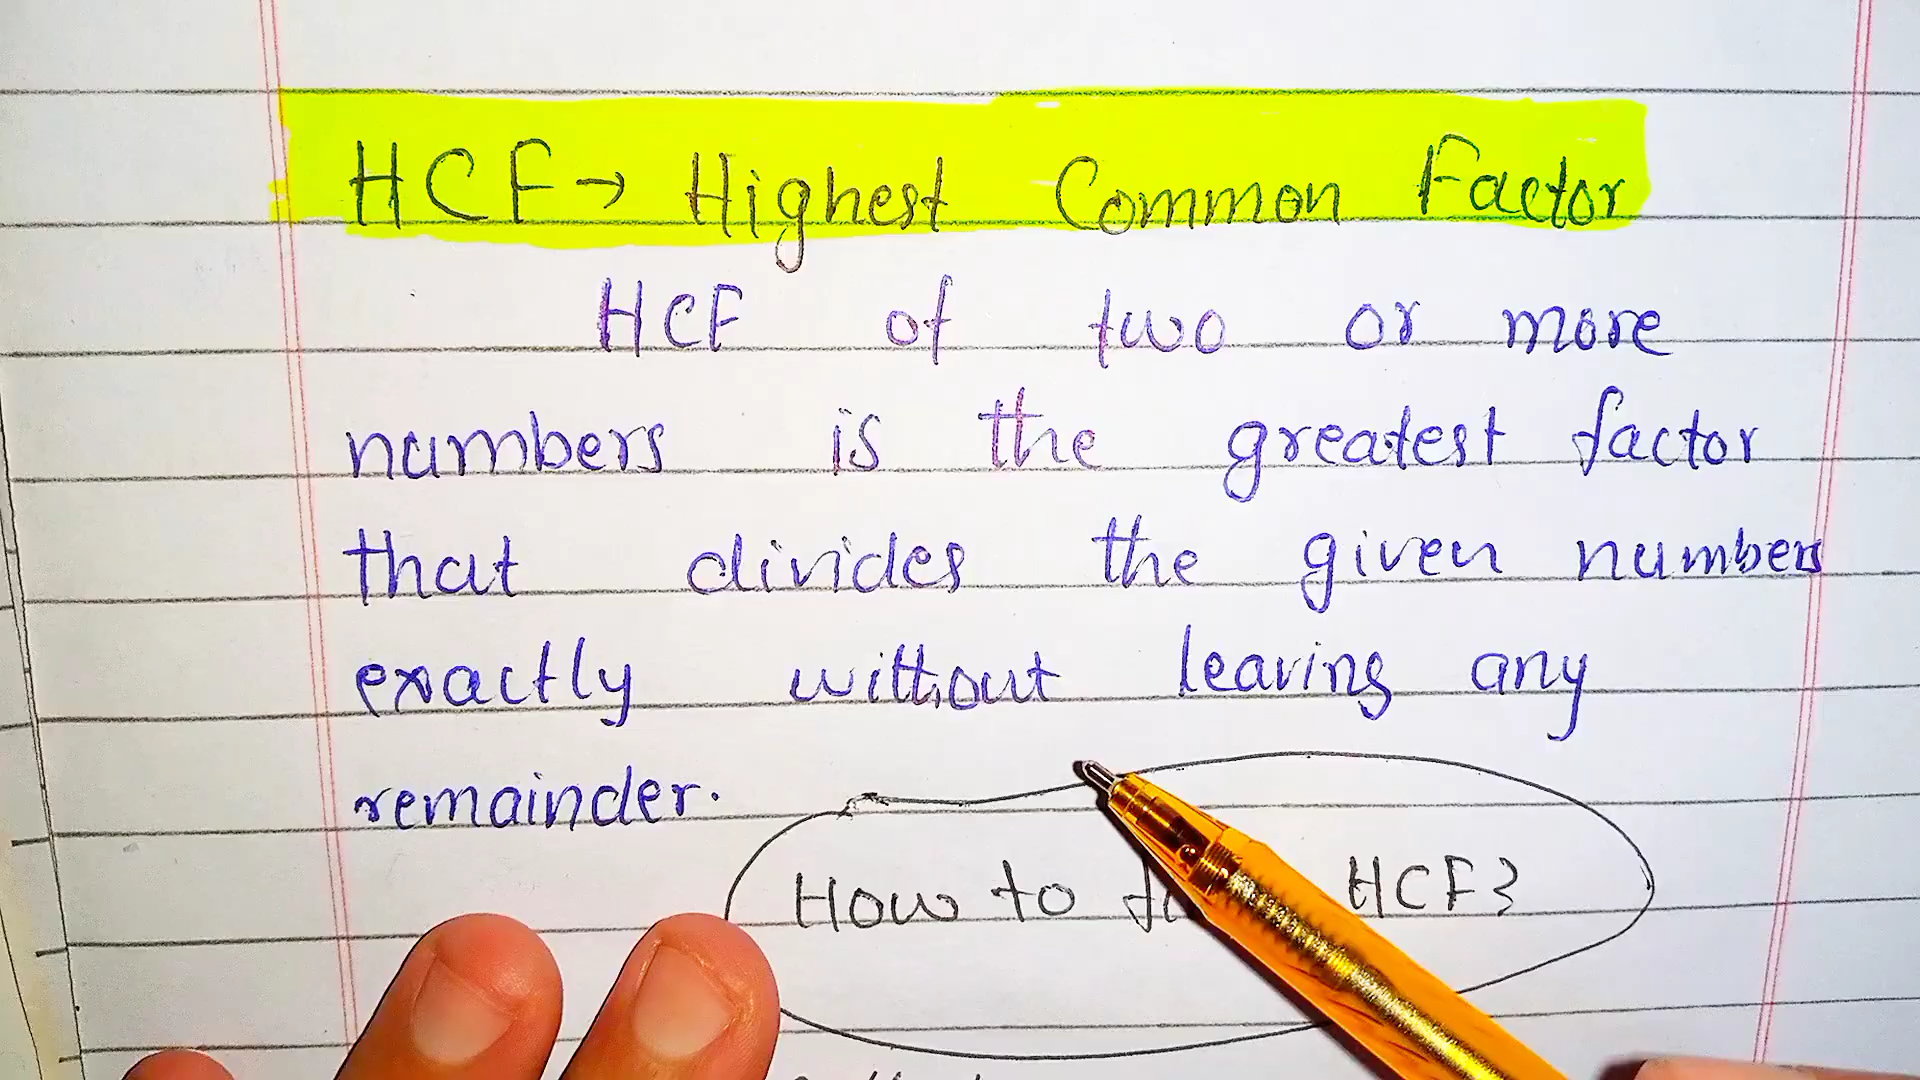 HCF → Highest Common Factor
HCF of two or more
numbers is the greatest factor
that divides the given numbers
exactly without leaving any
remainder.
How to HCF?